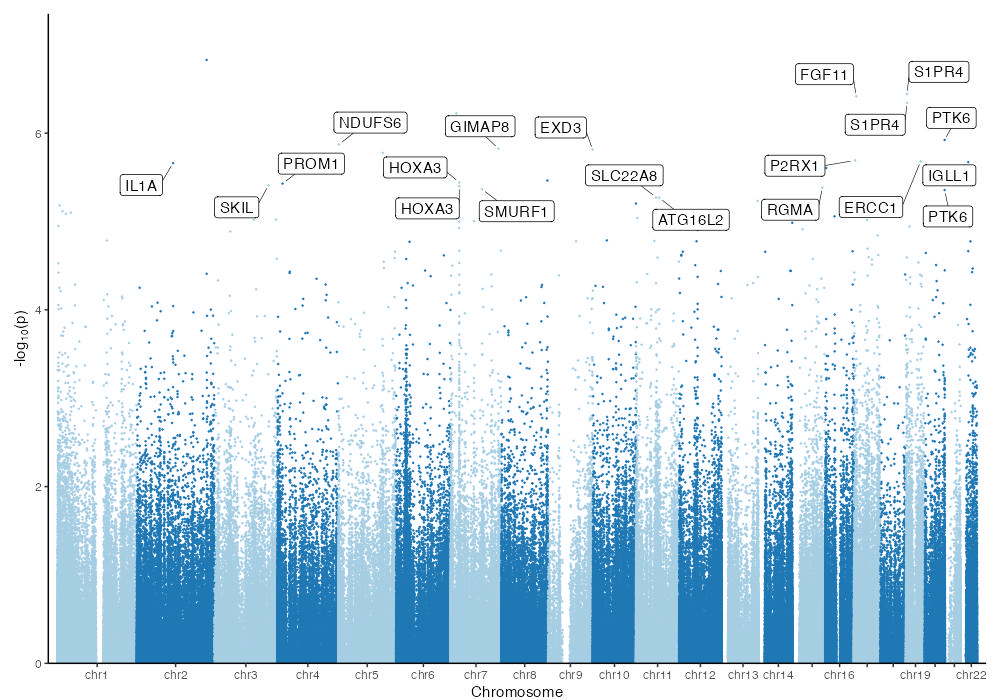 FGF11
S1PR4
6
NDUFS6
GIMAP8
EXD3
S1PR4
PTK6
IL1A
PROM1
HOXA3
SLC22A8
P2RX1
IGLL1
SKIL
HOXA3
SMURF1
ATG16L2
RGMA
ERCC1
PTK6
-log10(p)
4
2
0
chr1 chr2 chr3 chr4 chr5 chr6 chr7 chr8 chr9 chr10 chr11 chr12 chr13 chr14 chr16 chr19 chr22
Chromosome